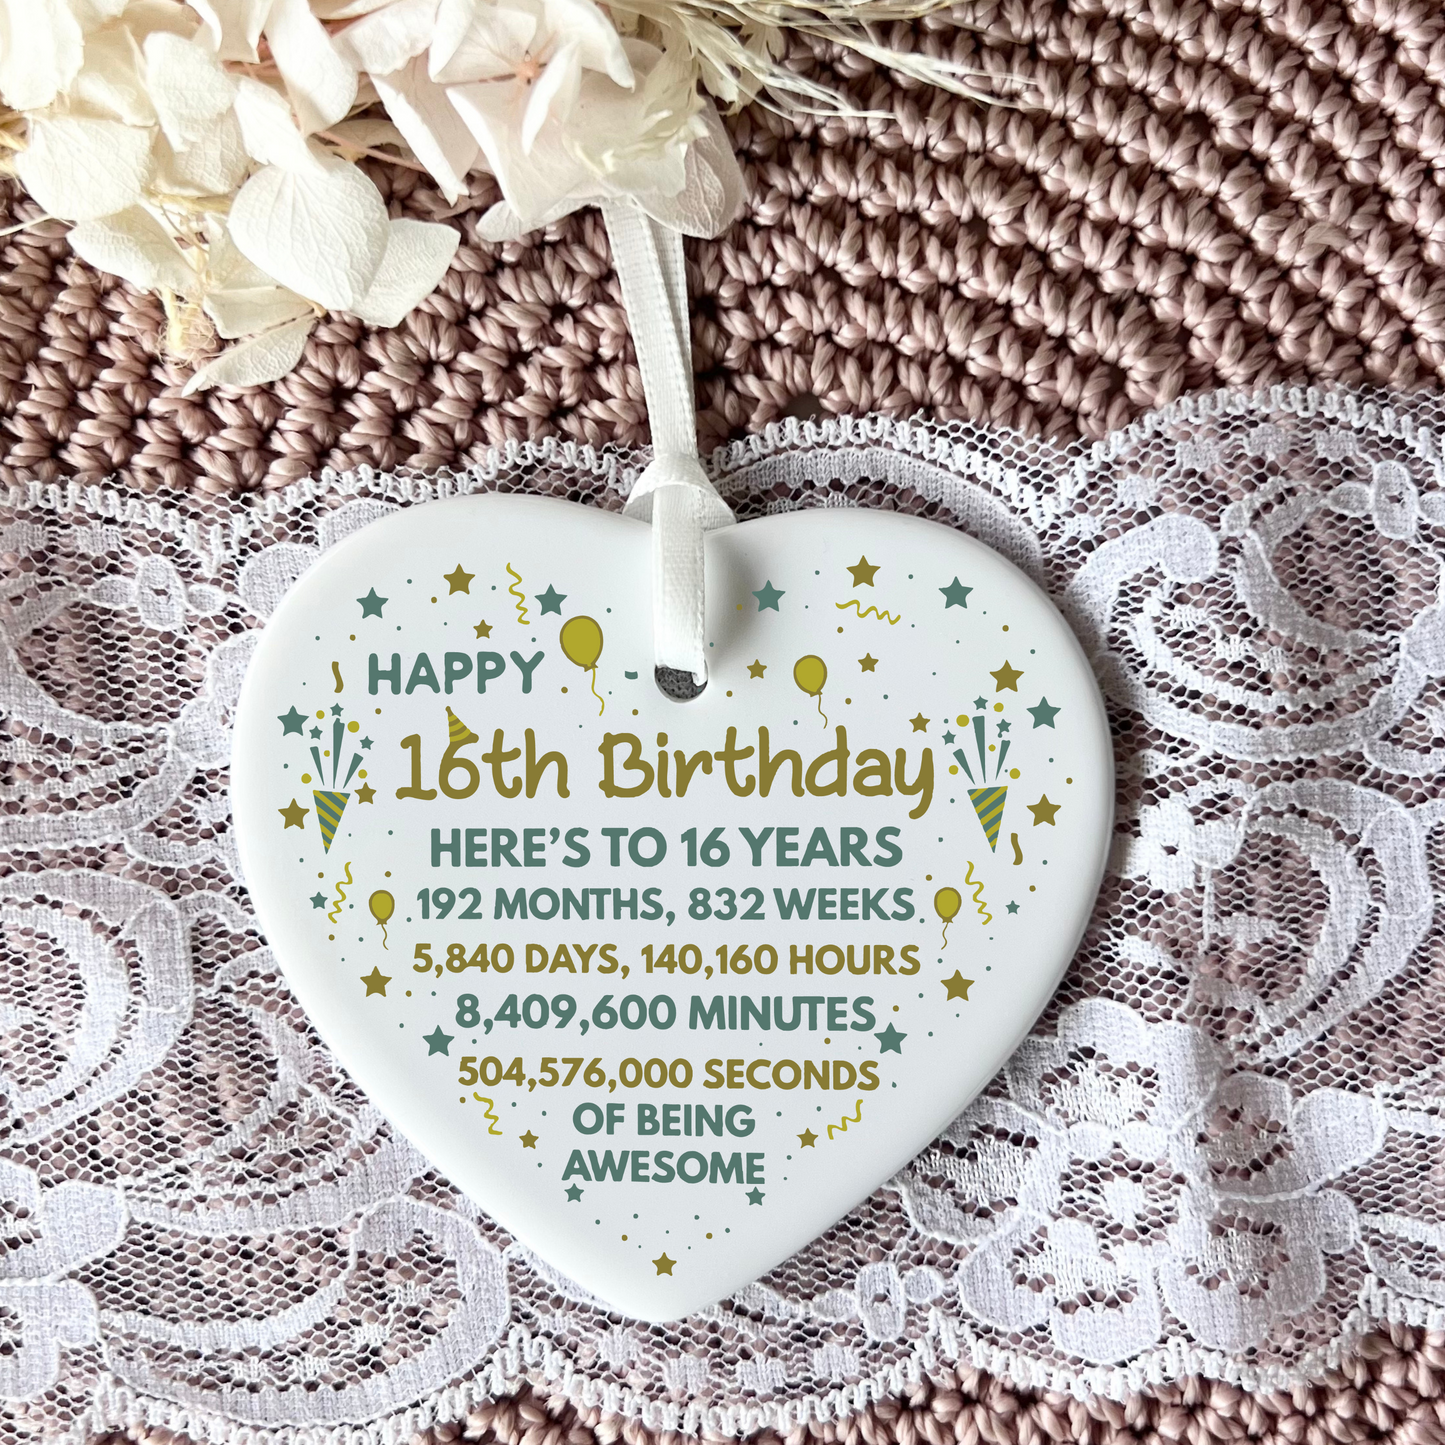 HAPPY
16th Birthday
HERE'S TO 16 YEARS
192 MONTHS, 832 WEEKS
5,840 DAYS, 140,160 HOURS
8,409,600 MINUTES
504,576,000 SECONDS
OF BEING
AWESOME